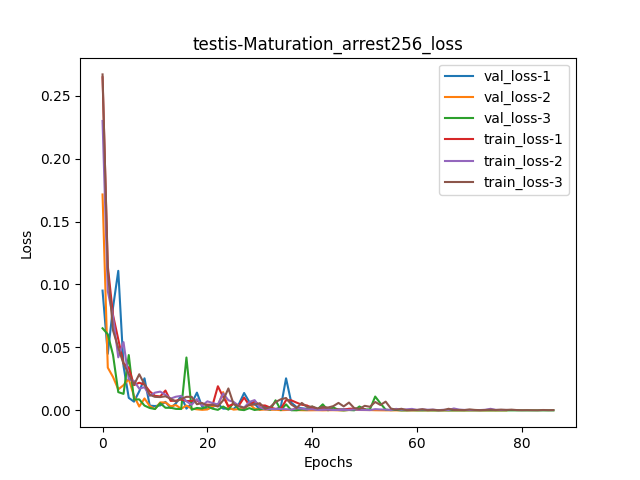 testis-Maturation_arrest256_loss
val_loss-1
val_loss-2
val_loss-3
train_loss-1
train_loss-2
train_loss-3
Loss
0.25
0.20
0.15
0.10
0.05
0.00
0 20 40 60 80
Epochs